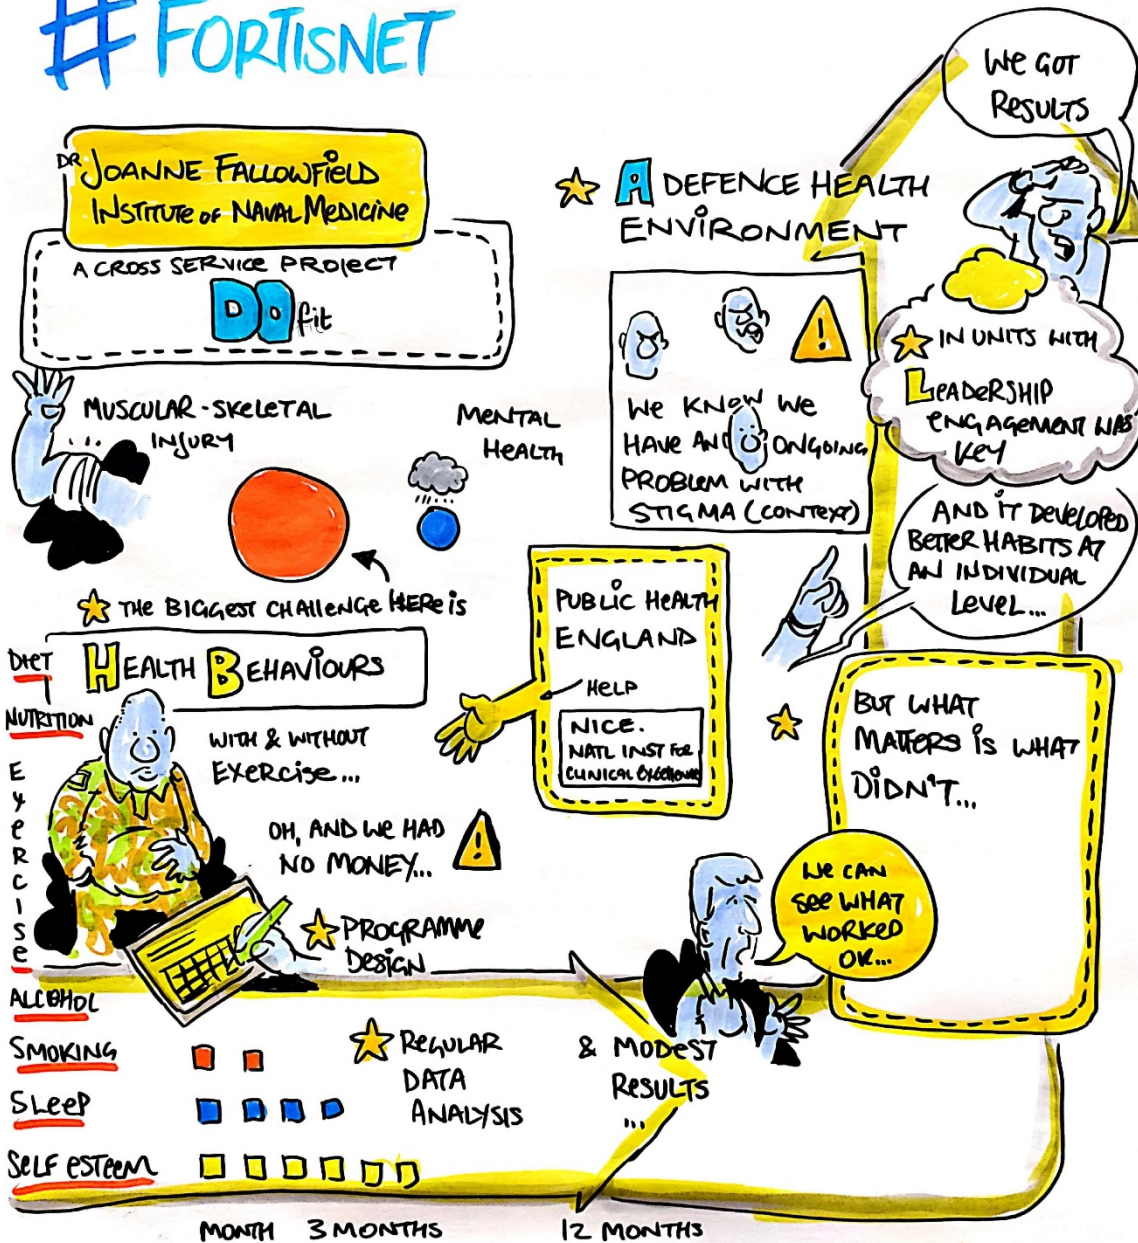 # FORTISNET
DR JOANNE FALLOWFIELD
INSTITUTE OF NAVAL MEDICINE
A CROSS SERVICE PROJECT
DO fit
MUSCULAR-SKELETAL
INJURY
MENTAL
HEALTH
THE BIGGEST CHALLENGE HERE IS
HEALTH BEHAVIOURS
DIET
NUTRITION
EXERCISE
ALCOHOL
SMOKING
SLEEP
SELF ESTEEM
WITH & WITHOUT
EXERCISE...
OH, AND WE HAD
NO MONEY...
!
PROGRAMME
DESIGN
REGULAR
DATA
ANALYSIS
& MODEST
RESULTS
...
MONTH 3 MONTHS 12 MONTHS
A DEFENCE HEALTH
ENVIRONMENT
!
WE KNOW WE
HAVE AN ONGOING
PROBLEM WITH
STIGMA (CONTEXT)
PUBLIC HEALTH
ENGLAND
HELP
NICE.
NATL INST FOR
CLINICAL EXCELLENCE
WE GOT
RESULTS
IN UNITS WITH
LEADERSHIP
ENGAGEMENT WAS
KEY
AND IT DEVELOPED
BETTER HABITS AT
AN INDIVIDUAL
LEVEL...
BUT WHAT
MATTERS IS WHAT
DIDN'T...
WE CAN
SEE WHAT
WORKED
OK...